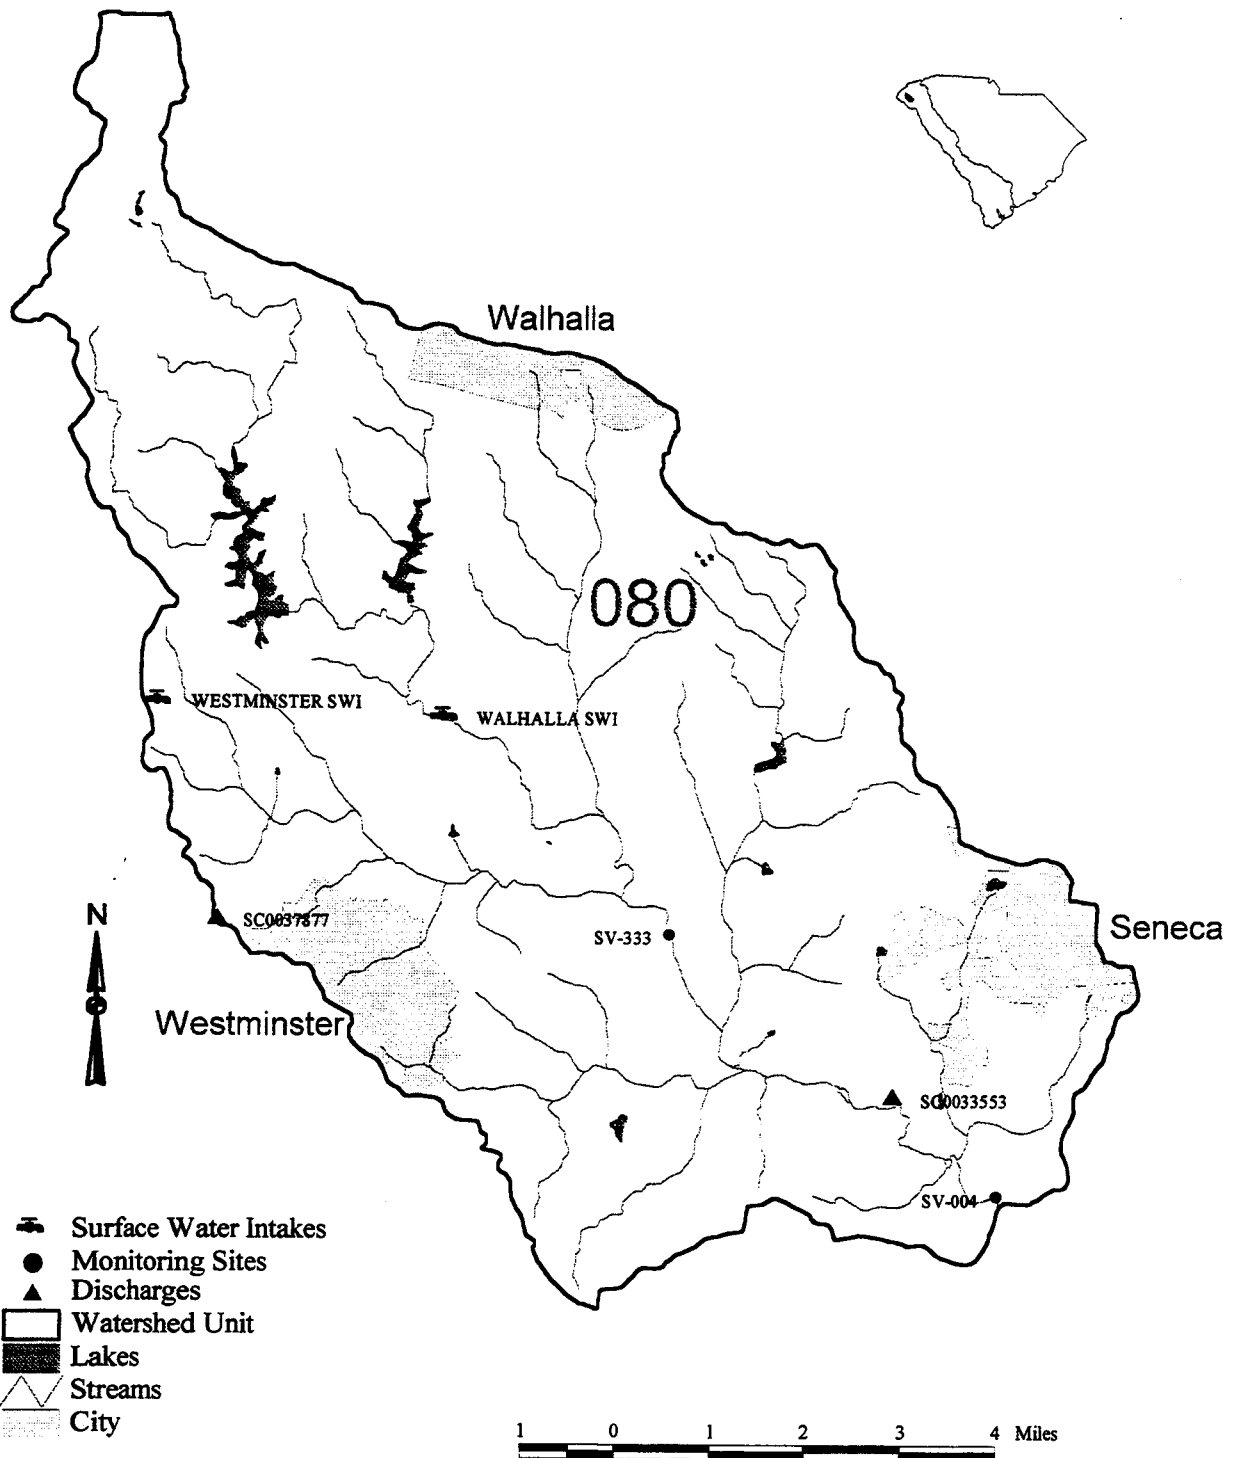 Walhalla
080
WESTMINSTER SWI
WALHALLA SWI
SC0037877
SV-333
Seneca
N
Westminster
SC0033553
SV-004
Surface Water Intakes
Monitoring Sites
Discharges
Watershed Unit
Lakes
Streams
City
1 0 1 2 3 4 Miles